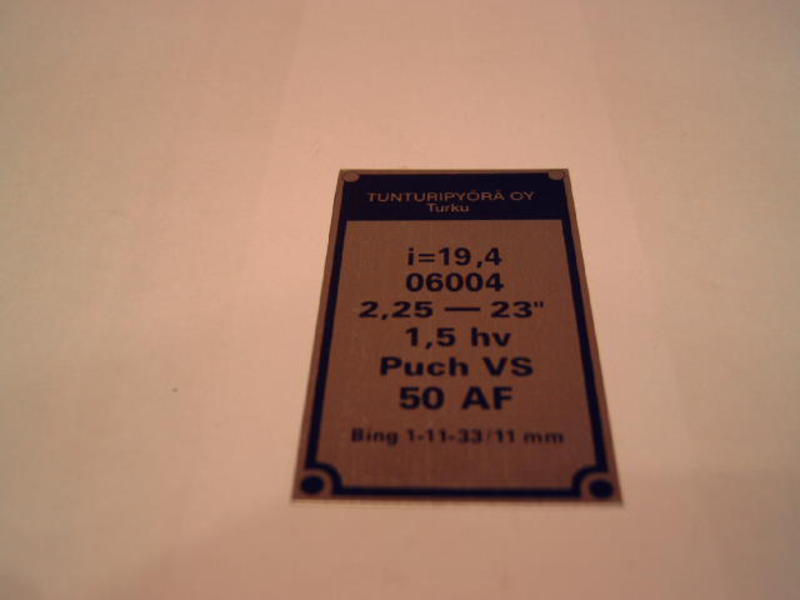 TUNTURIPYÖRÄ OY
Turku
i=19,4
06004
2,25 — 23"
1,5 hv
Puch VS
50 AF
Bing 1-11-33/11 mm